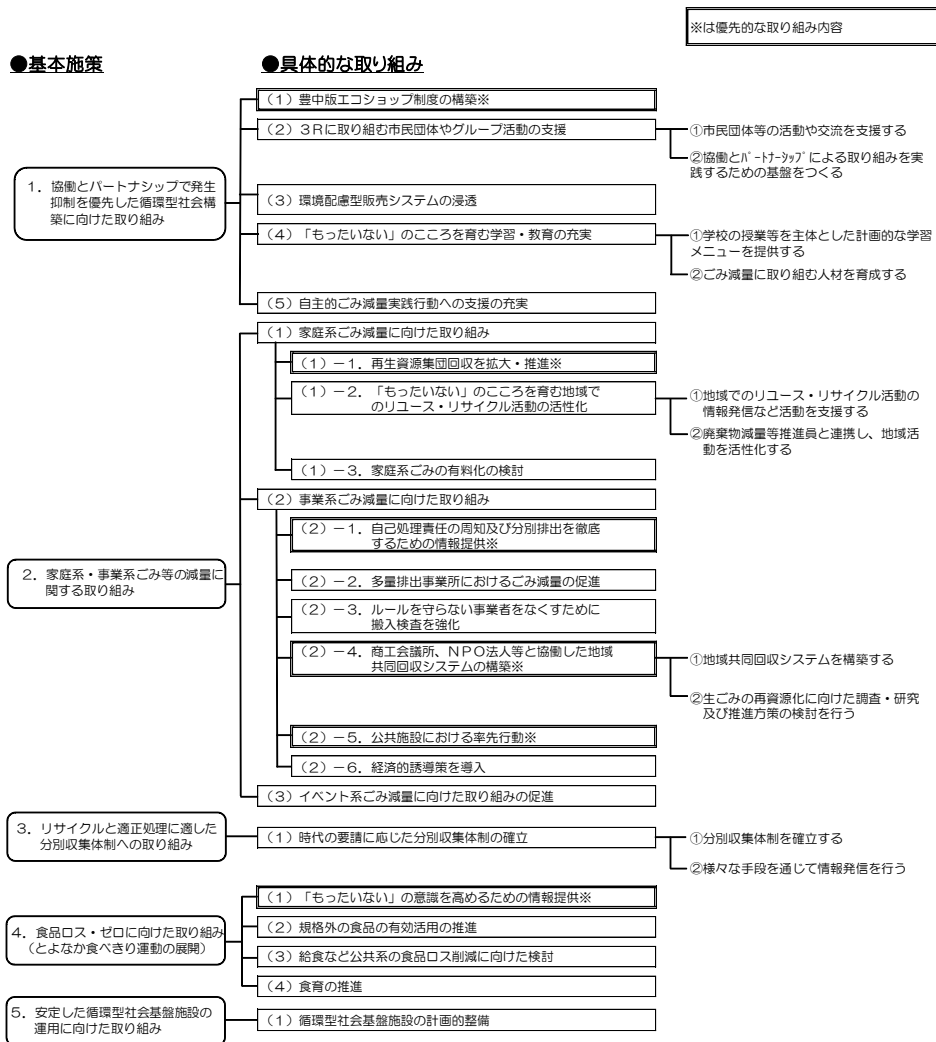 ※は優先的な取り組み内容
●基本施策
●具体的な取り組み
1．協働とパートナシップで発生
抑制を優先した循環型社会構
築に向けた取り組み
（1）豊中版エコショップ制度の構築※
（2）３Rに取り組む市民団体やグループ活動の支援
①市民団体等の活動や交流を支援する
②協働とﾊﾟｰﾄﾅｰｼｯﾌﾟによる取り組みを実
践するための基盤をつくる
（3）環境配慮型販売システムの浸透
（4）「もったいない」のこころを育む学習・教育の充実
①学校の授業等を主体とした計画的な学習
メニューを提供する
②ごみ減量に取り組む人材を育成する
（5）自主的ごみ減量実践行動への支援の充実
2．家庭系・事業系ごみ等の減量に
関する取り組み
（1）家庭系ごみ減量に向けた取り組み
（1）－1．再生資源集団回収を拡大・推進※
（1）－2．「もったいない」のこころを育む地域で
のリユース・リサイクル活動の活性化
①地域でのリユース・リサイクル活動の
情報発信など活動を支援する
②廃棄物減量等推進員と連携し、地域活
動を活性化する
（1）－3．家庭系ごみの有料化の検討
（2）事業系ごみ減量に向けた取り組み
（2）－1．自己処理責任の周知及び分別排出を徹底
するための情報提供※
（2）－2．多量排出事業所におけるごみ減量の促進
（2）－3．ルールを守らない事業者をなくすために
搬入検査を強化
（2）－4．商工会議所、NPO法人等と協働した地域
共同回収システムの構築※
①地域共同回収システムを構築する
②生ごみの再資源化に向けた調査・研究
及び推進方策の検討を行う
（2）－5．公共施設における率先行動※
（2）－6．経済的誘導策を導入
（3）イベント系ごみ減量に向けた取り組みの促進
3．リサイクルと適正処理に適した
分別収集体制への取り組み
（1）時代の要請に応じた分別収集体制の確立
①分別収集体制を確立する
②様々な手段を通じて情報発信を行う
4．食品ロス・ゼロに向けた取り組み
（とよなか食べきり運動の展開）
（1）「もったいない」の意識を高めるための情報提供※
（2）規格外の食品の有効活用の推進
（3）給食など公共系の食品ロス削減に向けた検討
（4）食育の推進
5．安定した循環型社会基盤施設の
運用に向けた取り組み
（1）循環型社会基盤施設の計画的整備